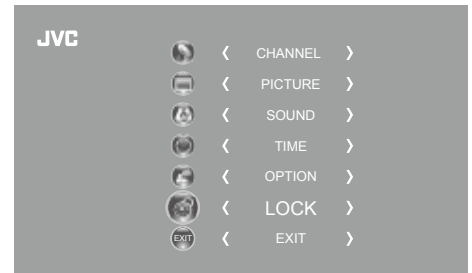 JVC
CHANNEL
PICTURE
SOUND
TIME
OPTION
LOCK
EXIT EXIT